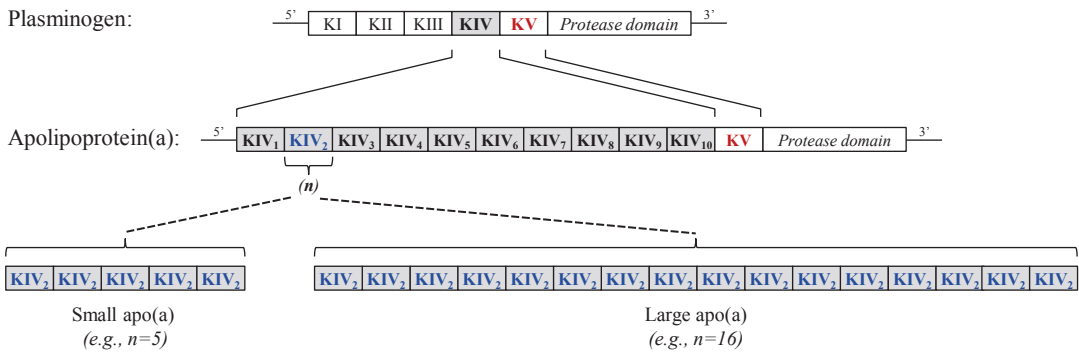 Plasminogen: 5’ KI KII KIII KIV KV Protease domain 3’
Apolipoprotein(a): 5’ KIV₁ KIV₂ KIV₃ KIV₄ KIV₅ KIV₆ KIV₇ KIV₈ KIV₉ KIV₁₀ KV Protease domain 3’
(n)
KIV₂ KIV₂ KIV₂ KIV₂ KIV₂ KIV₂ KIV₂ KIV₂ KIV₂ KIV₂ KIV₂ KIV₂ KIV₂ KIV₂ KIV₂ KIV₂ KIV₂ KIV₂ KIV₂ KIV₂ KIV₂
Small apo(a) Large apo(a)
(e.g., n=5) (e.g., n=16)